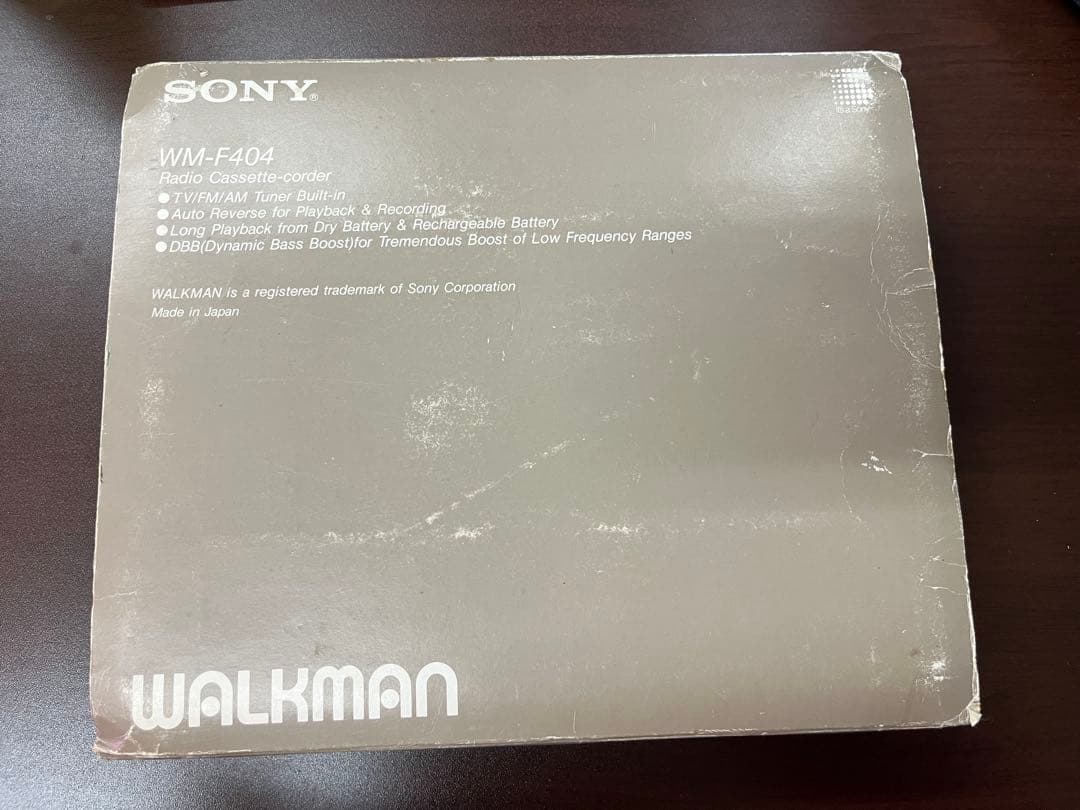 SONY®
WM-F404
Radio Cassette-corder
● TV/FM/AM Tuner Built-in
● Auto Reverse for Playback & Recording
● Long Playback from Dry Battery & Rechargeable Battery
● DBB(Dynamic Bass Boost)for Tremendous Boost of Low Frequency Ranges
WALKMAN is a registered trademark of Sony Corporation
Made in Japan
WALKMAN